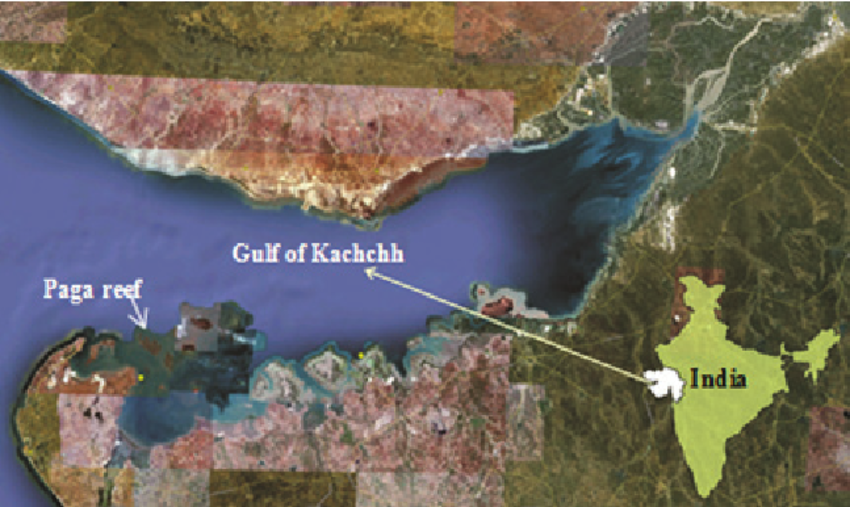 Gulf of Kachchh
Paga reef
India